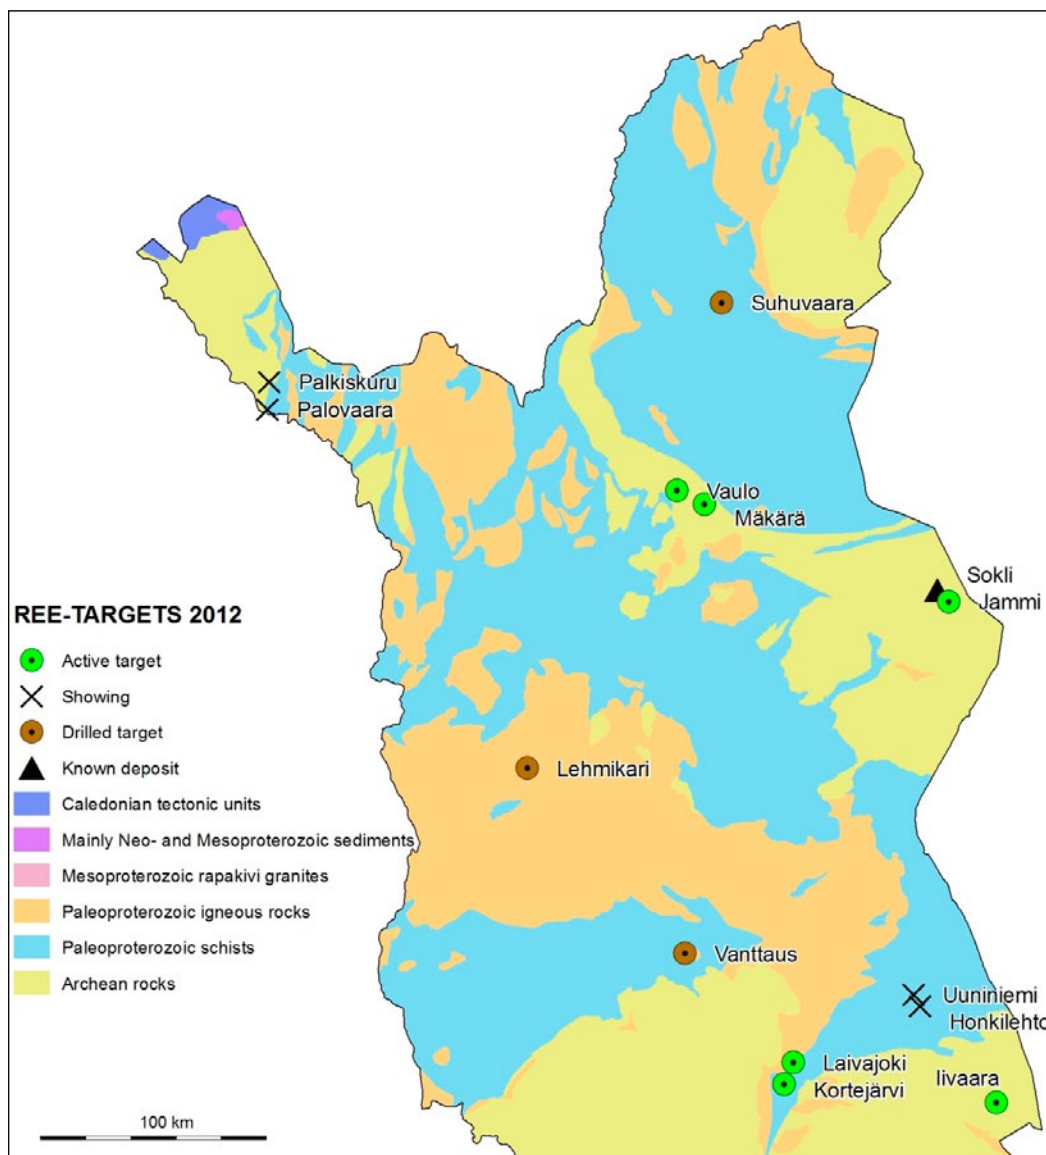 Suhuvaara
Palkiskuru
Palovaara
Vaulo
Mäkärä
Sokli
Jammi
REE-TARGETS 2012
Active target
Showing
Drilled target
Known deposit
Caledonian tectonic units
Mainly Neo- and Mesoproterozoic sediments
Mesoproterozoic rapakivi granites
Paleoproterozoic igneous rocks
Paleoproterozoic schists
Archean rocks
Lehmikari
Vanttaus
Uuniniemi
Honkilehto
Laivajoki
Kortejärvi
Iivaara
100 km